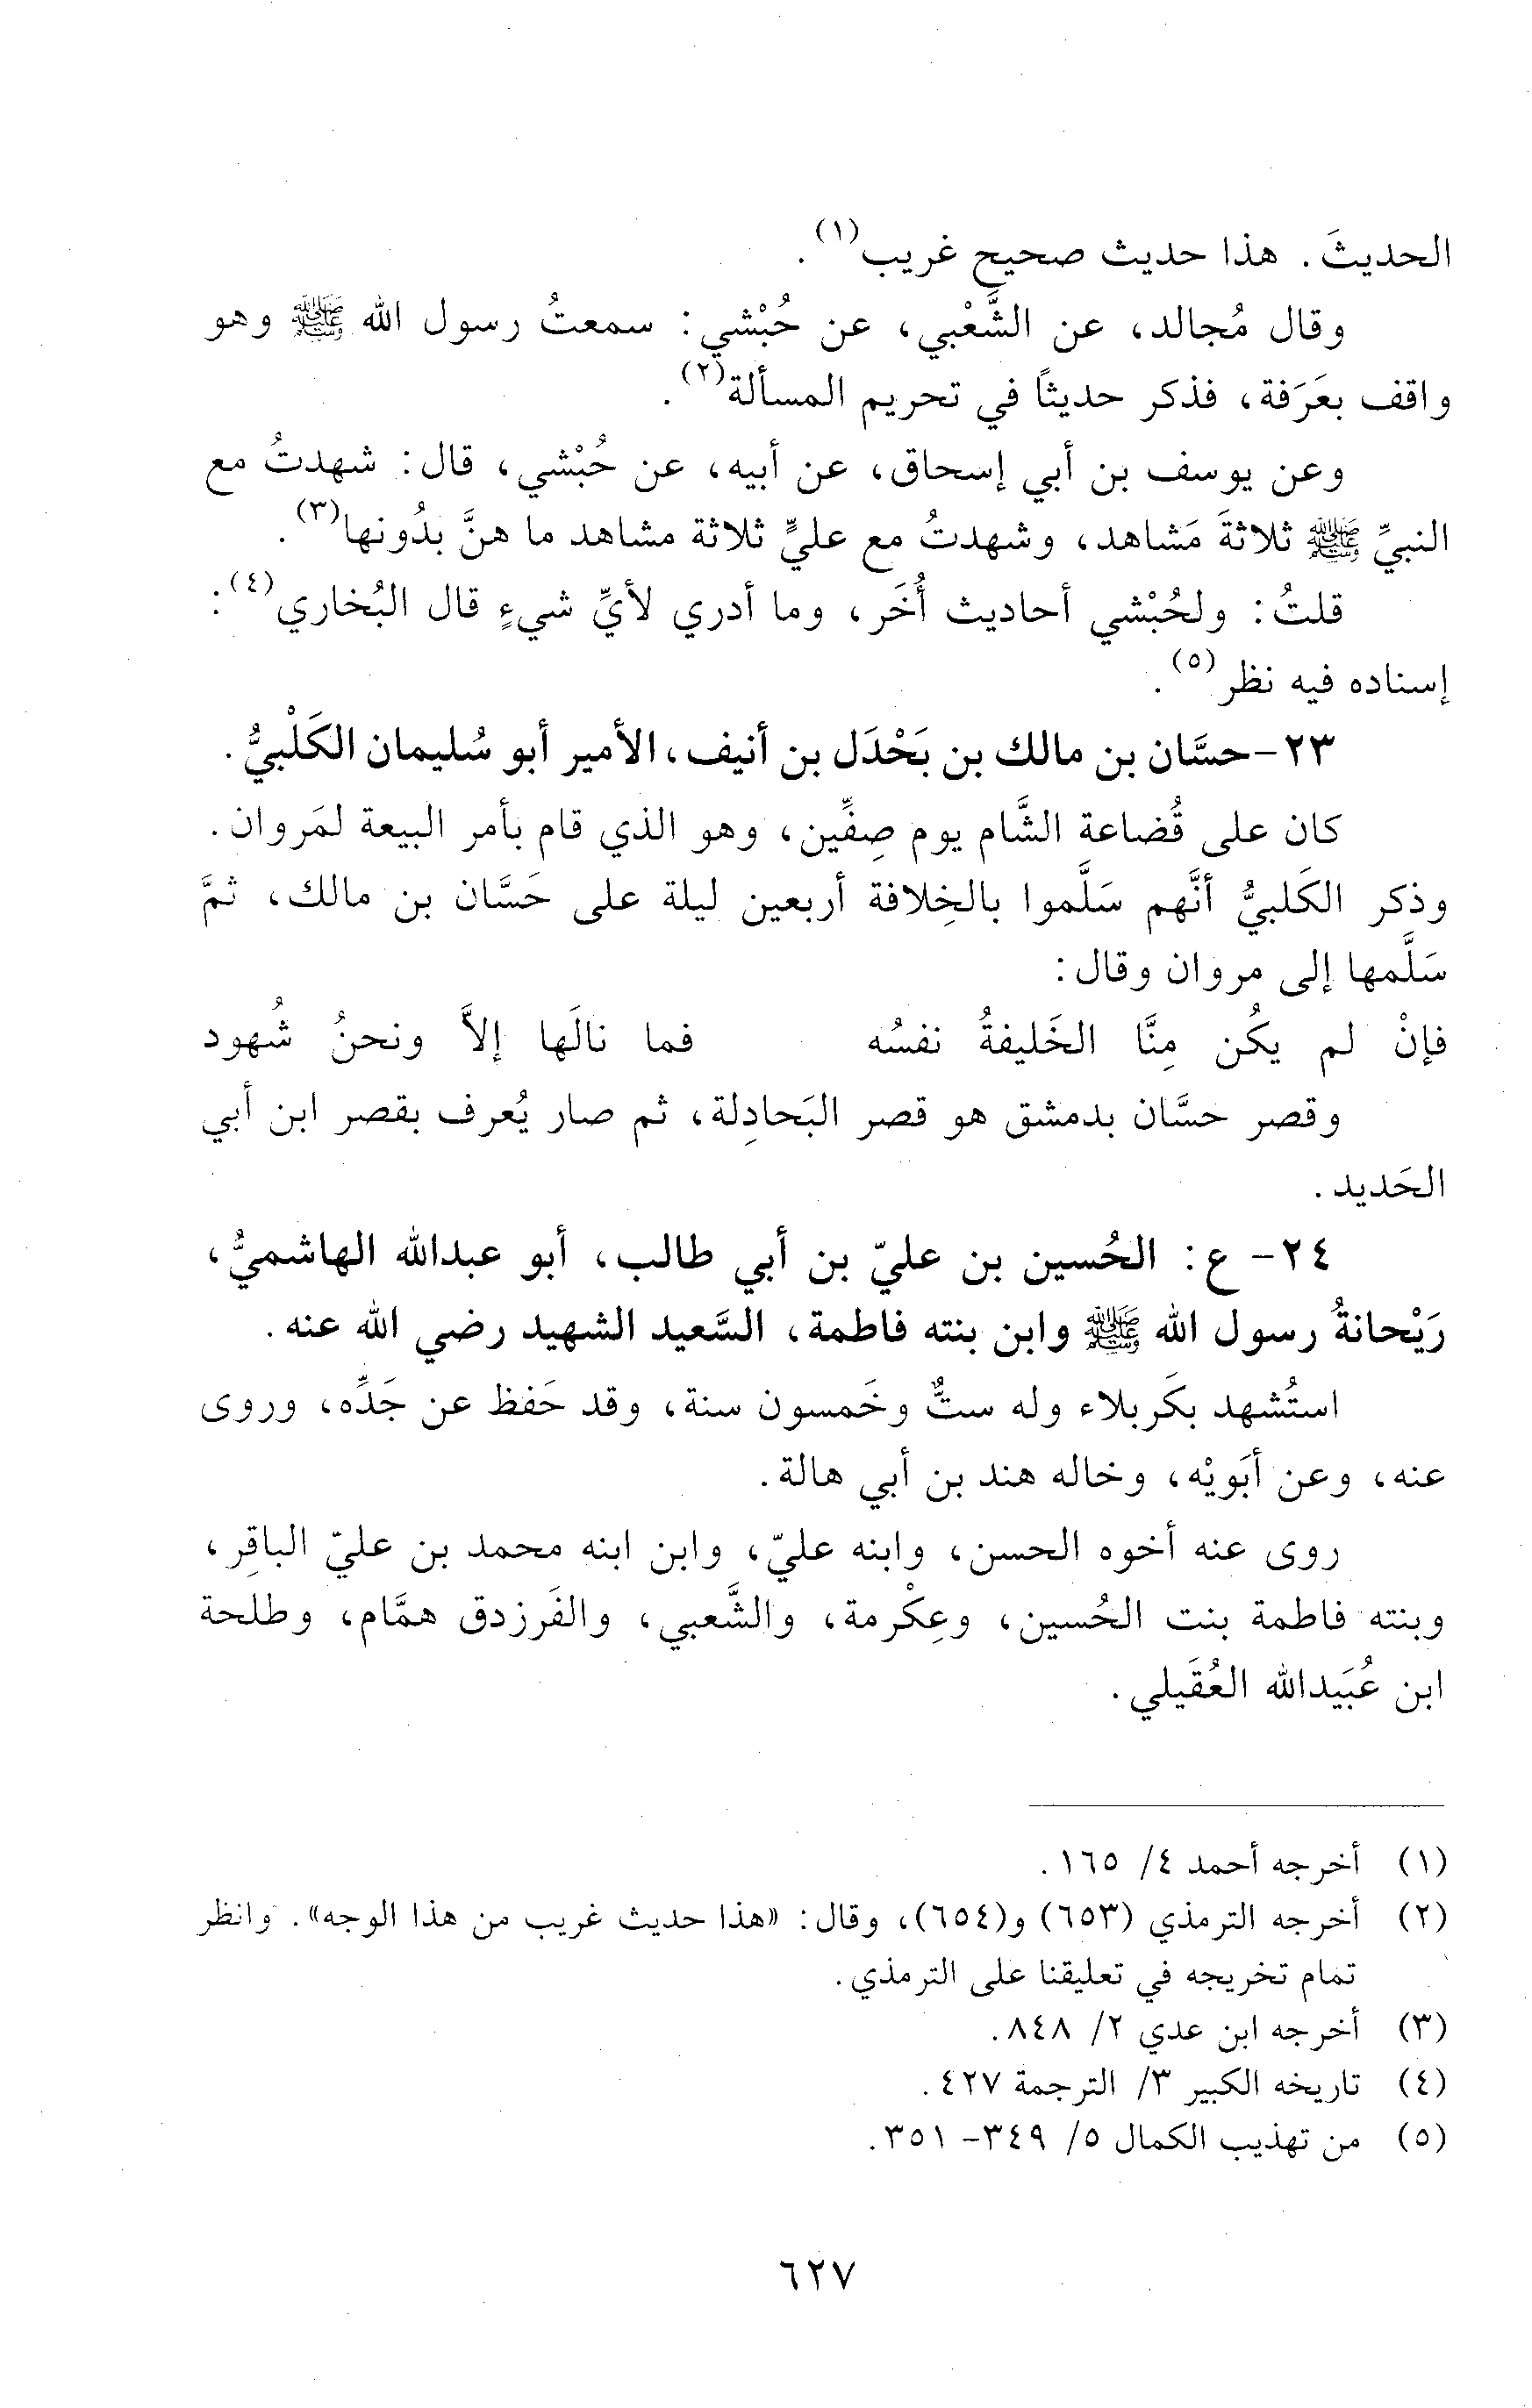 الحديثَ. هذا حديث صحيح غريب(١).
وقال مُجالد، عن الشَّعْبي، عن حُبْشي: سمعتُ رسول الله ﷺ وهو
واقف بعَرَفة، فذكر حديثاً في تحريم المسألة(٢).
وعن يوسف بن أبي إسحاق، عن أبيه، عن حُبْشي، قال: شهدتُ مع
النبيِّ ﷺ ثلاثةَ مَشاهد، وشهدتُ مع عليٍّ ثلاثة مشاهد ما هنَّ بدُونها(٣).
قلتُ: ولحُبْشي أحاديث أُخَر، وما أدري لأيِّ شيءٍ قال البُخاري(٤):
إسناده فيه نظر(٥).
٢٣-حسَّان بن مالك بن بَحْدَل بن أنيف، الأمير أبو سُليمان الكَلْبيُّ.
كان على قُضاعة الشَّام يوم صِفِّين، وهو الذي قام بأمر البيعة لمَروان.
وذكر الكَلبيُّ أنَّهم سَلَّموا بالخِلافة أربعين ليلة على حَسَّان بن مالك، ثمَّ
سَلَّمها إلى مروان وقال:
فإنْ لم يكُن مِنَّا الخَليفةُ نفسُه فما نالَها إلاَّ ونحنُ شُهود
وقصر حسَّان بدمشق هو قصر البَحادِلة، ثم صار يُعرف بقصر ابن أبي
الحَديد.
٢٤- ع: الحُسين بن عليّ بن أبي طالب، أبو عبدالله الهاشميُّ،
رَيْحانةُ رسول الله ﷺ وابن بنته فاطمة، السَّعيد الشهيد رضي الله عنه.
استُشهد بكَربلاء وله ستٌّ وخَمسون سنة، وقد حَفظ عن جَدِّه، وروى
عنه، وعن أبَويْه، وخاله هند بن أبي هالة.
روى عنه أخوه الحسن، وابنه عليّ، وابن ابنه محمد بن عليّ الباقِر،
وبنته فاطمة بنت الحُسين، وعِكْرمة، والشَّعبي، والفَرزدق همَّام، وطلحة
ابن عُبَيدالله العُقَيلي.
(١) أخرجه أحمد ٤/ ١٦٥.
(٢) أخرجه الترمذي (٦٥٣) و(٦٥٤)، وقال: «هذا حديث غريب من هذا الوجه». وانظر
تمام تخريجه في تعليقنا على الترمذي.
(٣) أخرجه ابن عدي ٢/ ٨٤٨.
(٤) تاريخه الكبير ٣/ الترجمة ٤٢٧.
(٥) من تهذيب الكمال ٥/ ٣٤٩- ٣٥١.
٦٢٧